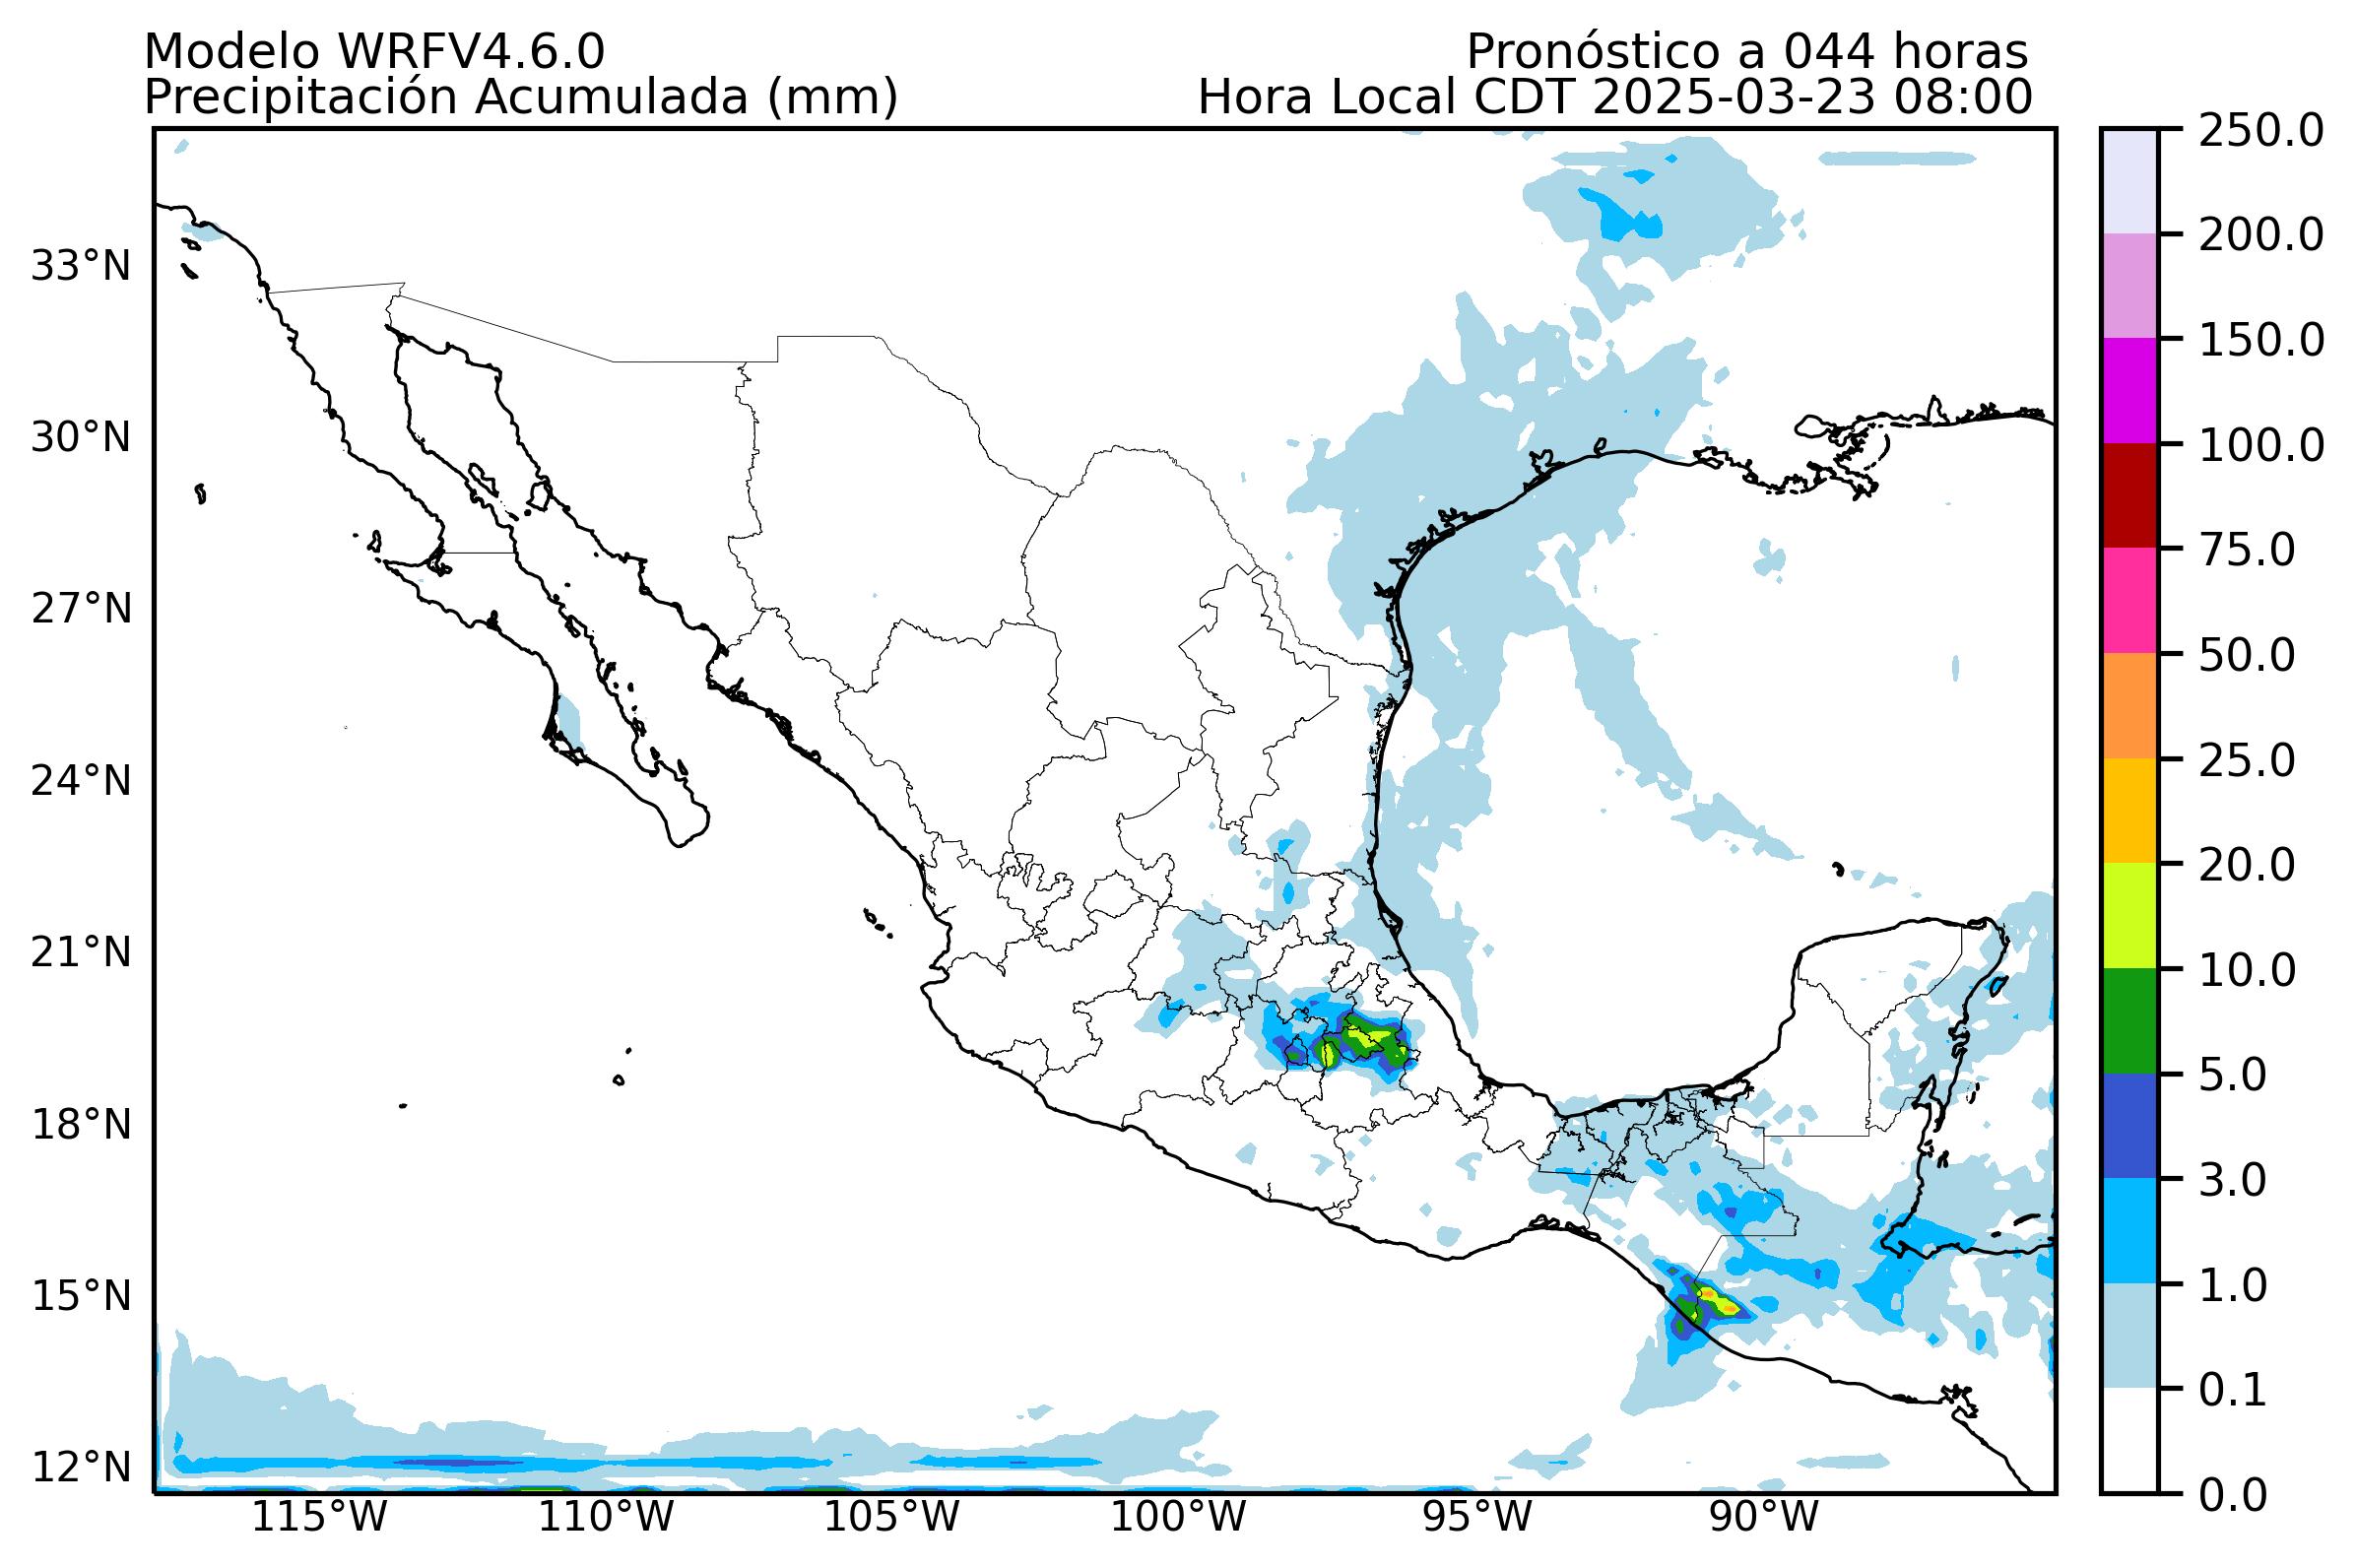 Modelo WRFV4.6.0
Pronóstico a 044 horas
Precipitación Acumulada (mm)
Hora Local CDT 2025-03-23 08:00
33°N
30°N
27°N
24°N
21°N
18°N
15°N
12°N
115°W
110°W
105°W
100°W
95°W
90°W
250.0
200.0
150.0
100.0
75.0
50.0
25.0
20.0
10.0
5.0
3.0
1.0
0.1
0.0